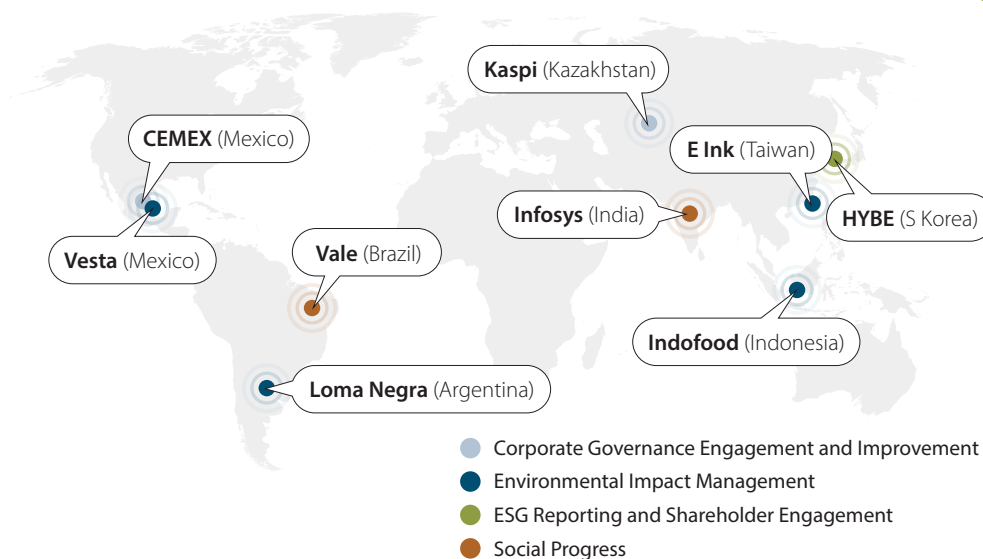 Kaspi (Kazakhstan)
CEMEX (Mexico)
E Ink (Taiwan)
Infosys (India)
HYBE (S Korea)
Vesta (Mexico)
Vale (Brazil)
Indofood (Indonesia)
Loma Negra (Argentina)
Corporate Governance Engagement and Improvement
Environmental Impact Management
ESG Reporting and Shareholder Engagement
Social Progress